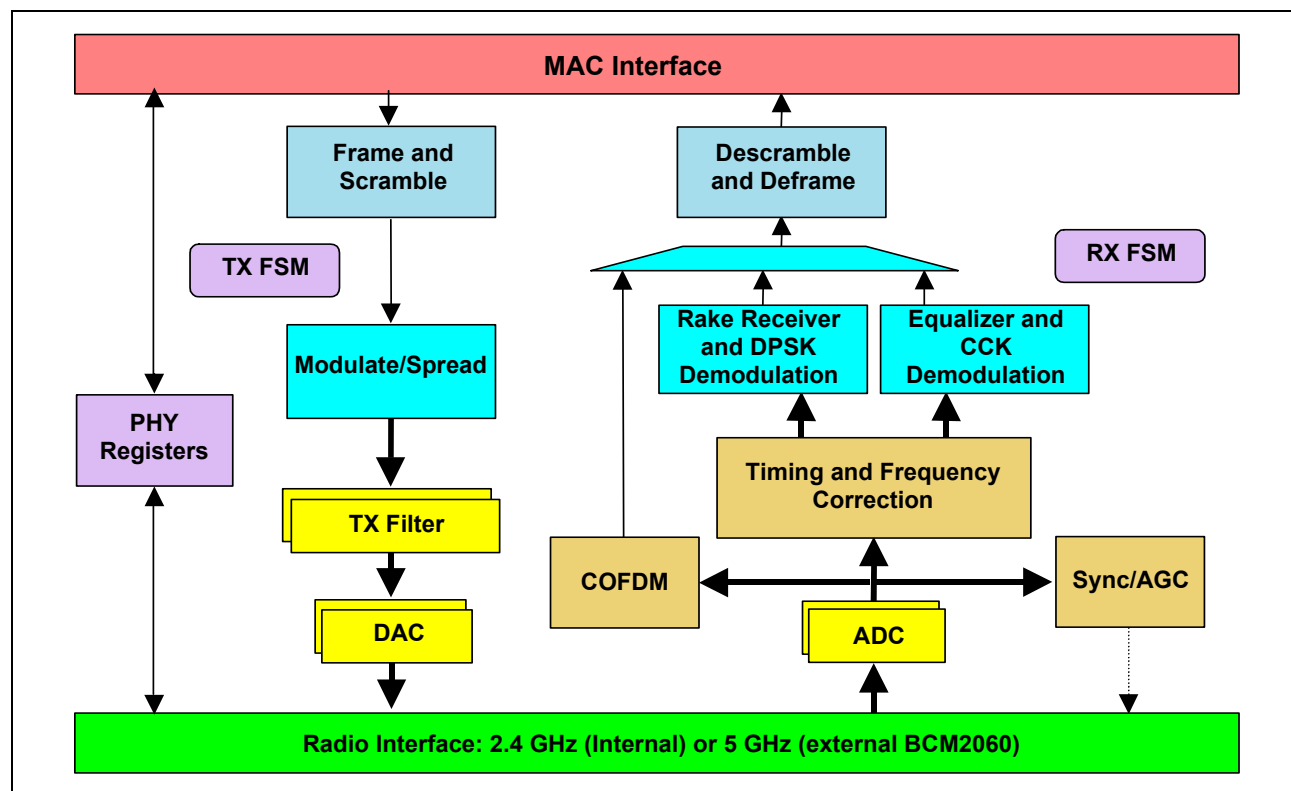 MAC Interface
Frame and
Scramble
Descramble
and Deframe
TX FSM
RX FSM
Modulate/Spread
Rake Receiver
and DPSK
Demodulation
Equalizer and
CCK
Demodulation
PHY
Registers
Timing and Frequency
Correction
TX Filter
COFDM
Sync/AGC
DAC
ADC
Radio Interface: 2.4 GHz (Internal) or 5 GHz (external BCM2060)